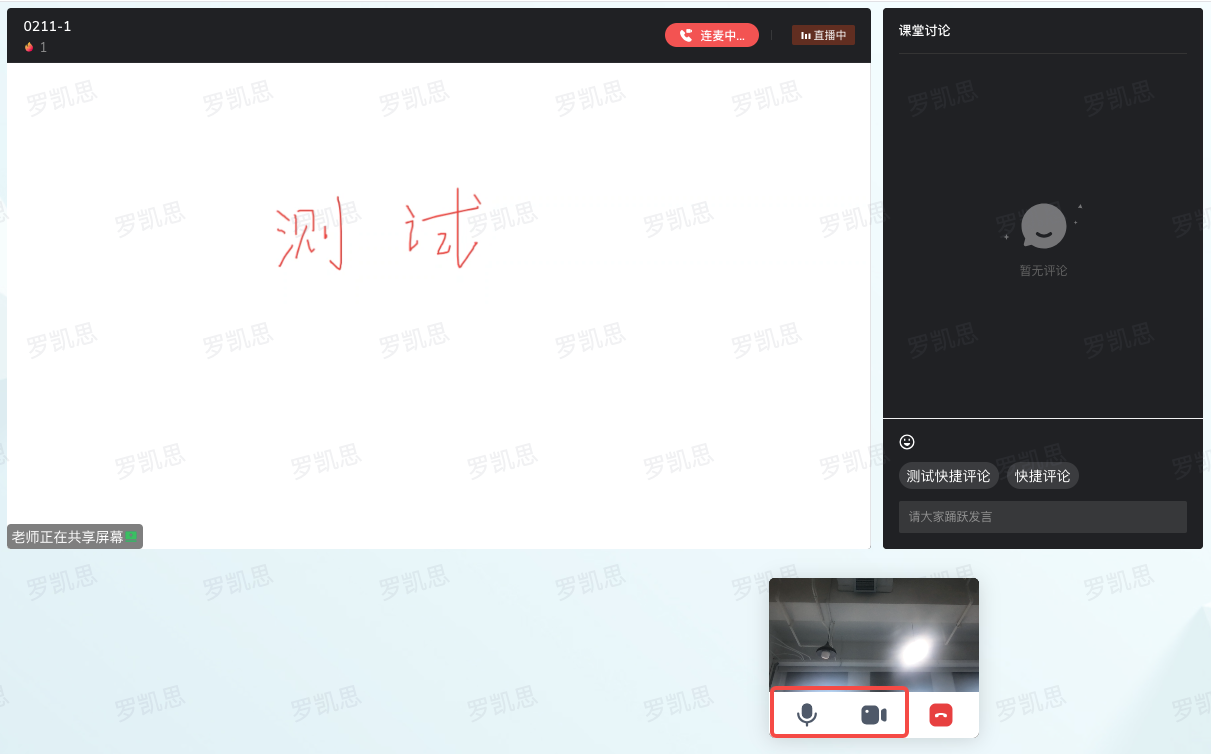 0211-1
1
连麦中...
直播中
课堂讨论
测 试
暂无评论
测试快捷评论
快捷评论
请大家踊跃发言
老师正在共享屏幕
罗凯思